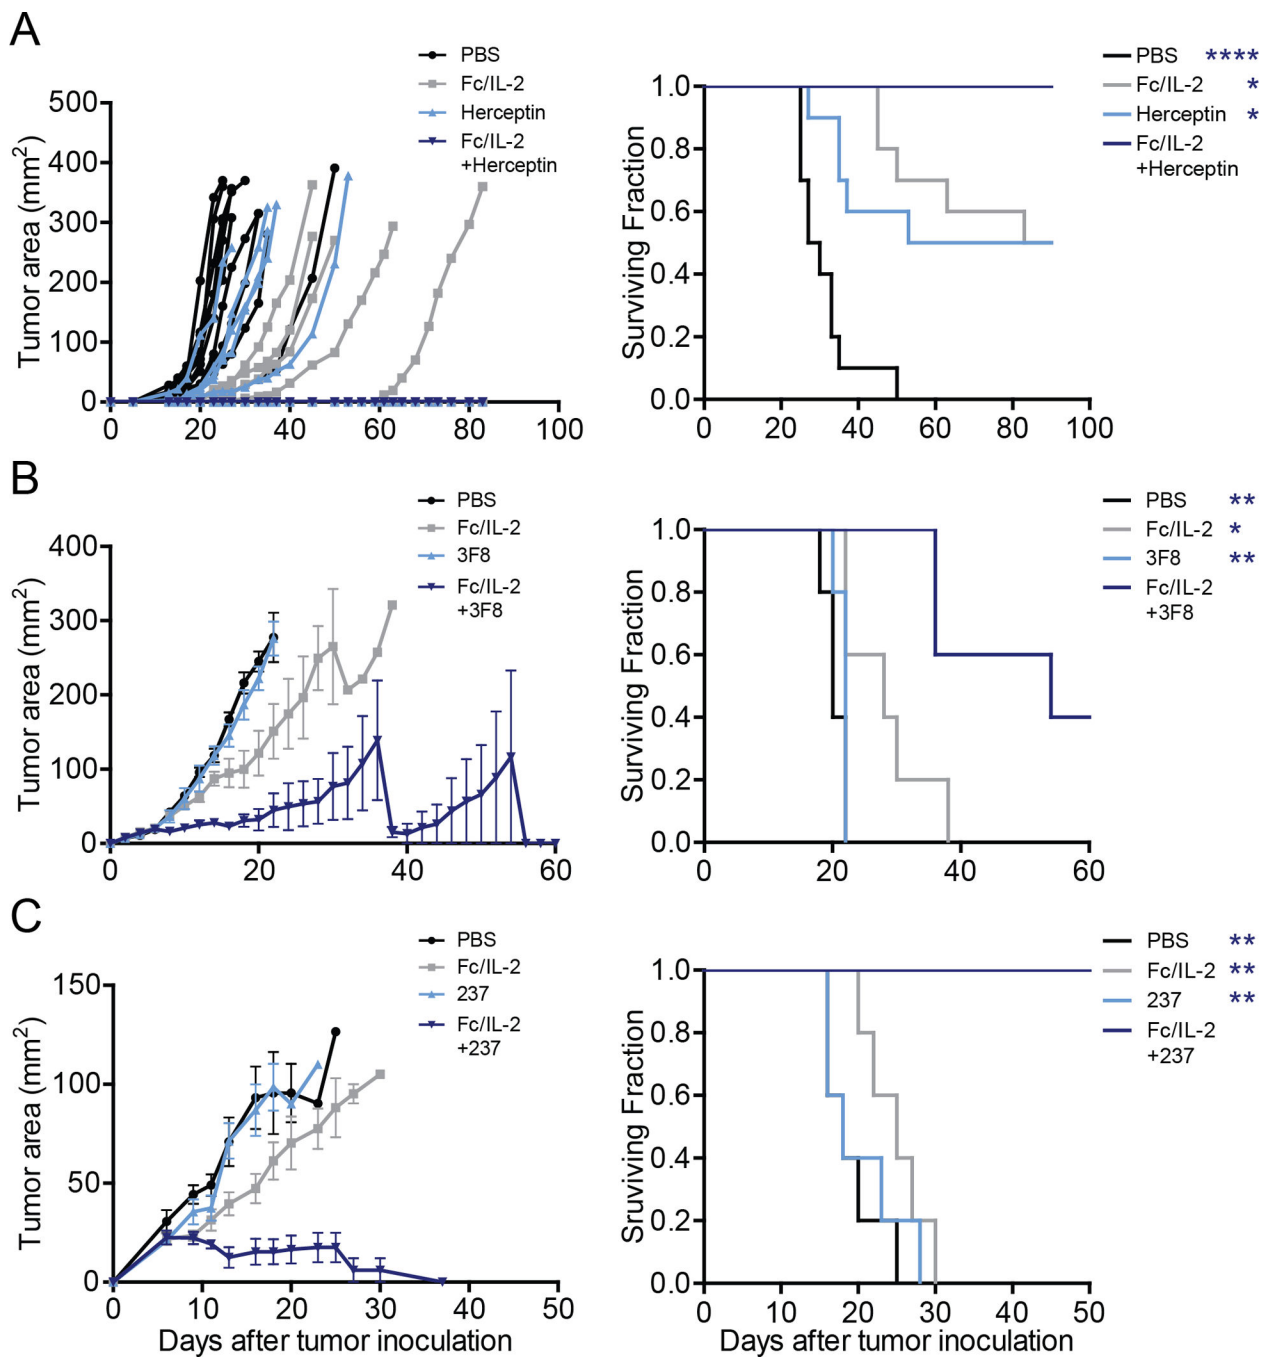 A
PBS
Fc/IL-2
Herceptin
Fc/IL-2
+Herceptin
500
400
300
200
100
0
Tumor area (mm²)
0 20 40 60 80 100
PBS ****
Fc/IL-2 *
Herceptin *
Fc/IL-2
+Herceptin
1.0
0.8
0.6
0.4
0.2
0.0
Surviving Fraction
0 20 40 60 80 100
B
PBS
Fc/IL-2
3F8
Fc/IL-2
+3F8
400
300
200
100
0
Tumor area (mm²)
0 20 40 60
PBS **
Fc/IL-2 *
3F8 **
Fc/IL-2
+3F8
1.0
0.8
0.6
0.4
0.2
0.0
Surviving Fraction
0 20 40 60
C
PBS
Fc/IL-2
237
Fc/IL-2
+237
150
100
50
0
Tumor area (mm²)
0 10 20 30 40 50
Days after tumor inoculation
PBS **
Fc/IL-2 **
237 **
Fc/IL-2
+237
1.0
0.8
0.6
0.4
0.2
0.0
Sruviving Fraction
0 10 20 30 40 50
Days after tumor inoculation